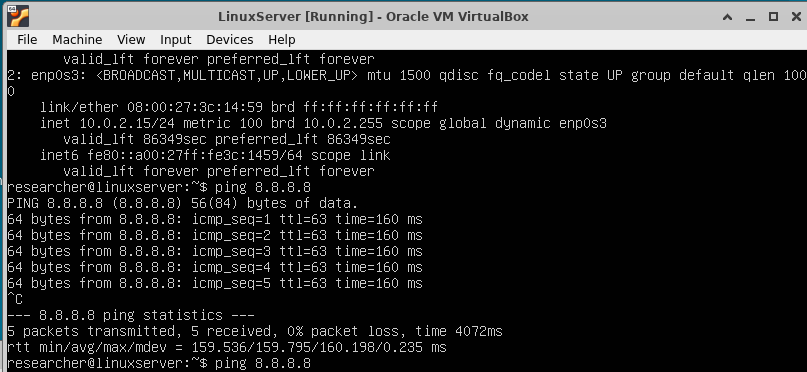 LinuxServer [Running] - Oracle VM VirtualBox
File Machine View Input Devices Help
valid_lft forever preferred_lft forever
2: enp0s3: <BROADCAST,MULTICAST,UP,LOWER_UP> mtu 1500 qdisc fq_codel state UP group default qlen 100
0
link/ether 08:00:27:3c:14:59 brd ff:ff:ff:ff:ff:ff
inet 10.0.2.15/24 metric 100 brd 10.0.2.255 scope global dynamic enp0s3
valid_lft 86349sec preferred_lft 86349sec
inet6 fe80::a00:27ff:fe3c:1459/64 scope link
valid_lft forever preferred_lft forever
researcher@linuxserver:~$ ping 8.8.8.8
PING 8.8.8.8 (8.8.8.8) 56(84) bytes of data.
64 bytes from 8.8.8.8: icmp_seq=1 ttl=63 time=160 ms
64 bytes from 8.8.8.8: icmp_seq=2 ttl=63 time=160 ms
64 bytes from 8.8.8.8: icmp_seq=3 ttl=63 time=160 ms
64 bytes from 8.8.8.8: icmp_seq=4 ttl=63 time=160 ms
64 bytes from 8.8.8.8: icmp_seq=5 ttl=63 time=160 ms
^C
--- 8.8.8.8 ping statistics ---
5 packets transmitted, 5 received, 0% packet loss, time 4072ms
rtt min/avg/max/mdev = 159.536/159.795/160.198/0.235 ms
researcher@linuxserver:~$ ping 8.8.8.8